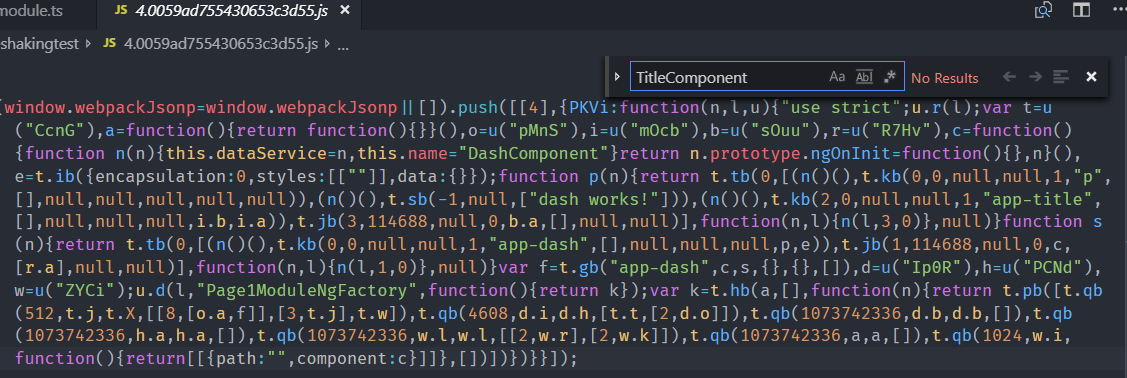 module.ts JS 4.0059ad755430653c3d55.js ×
shakingtest › JS 4.0059ad755430653c3d55.js › ...
TitleComponent Aa Abl .* No Results
(window.webpackJsonp=window.webpackJsonp||[]).push([[4],{PKVi:function(n,l,u){"use strict";u.r(l);var t=u
("CcnG"),a=function(){return function(){}}(),o=u("pMnS"),i=u("mOcb"),b=u("sOuu"),r=u("R7Hv"),c=function()
{function n(n){this.dataService=n,this.name="DashComponent"}return n.prototype.ngOnInit=function(){},n}(),
e=t.ib({encapsulation:0,styles:[[""]],data:{}});function p(n){return t.tb(0,[(n()(),t.kb(0,0,null,null,1,"p",
[],null,null,null,null,null)),(n()(),t.sb(-1,null,["dash works!"])),(n()(),t.kb(2,0,null,null,1,"app-title",
[],null,null,null,i.b,i.a)),t.jb(3,114688,null,0,b.a,[],null,null)],function(n,l){n(l,3,0)},null)}function s
(n){return t.tb(0,[(n()(),t.kb(0,0,null,null,1,"app-dash",[],null,null,null,p,e)),t.jb(1,114688,null,0,c,
[r.a],null,null)],function(n,l){n(l,1,0)},null)}var f=t.gb("app-dash",c,s,{},{},[]),d=u("Ip0R"),h=u("PCNd"),
w=u("ZYCi");u.d(l,"Page1ModuleNgFactory",function(){return k});var k=t.hb(a,[],function(n){return t.pb([t.qb
(512,t.j,t.X,[[8,[o.a,f]],[3,t.j],t.w]),t.qb(4608,d.i,d.h,[t.t,[2,d.o]]),t.qb(1073742336,d.b,d.b,[]),t.qb
(1073742336,h.a,h.a,[]),t.qb(1073742336,w.l,w.l,[[2,w.r],[2,w.k]]),t.qb(1073742336,a,a,[]),t.qb(1024,w.i,
function(){return[[{path:"",component:c}]]},[])])})}}]);